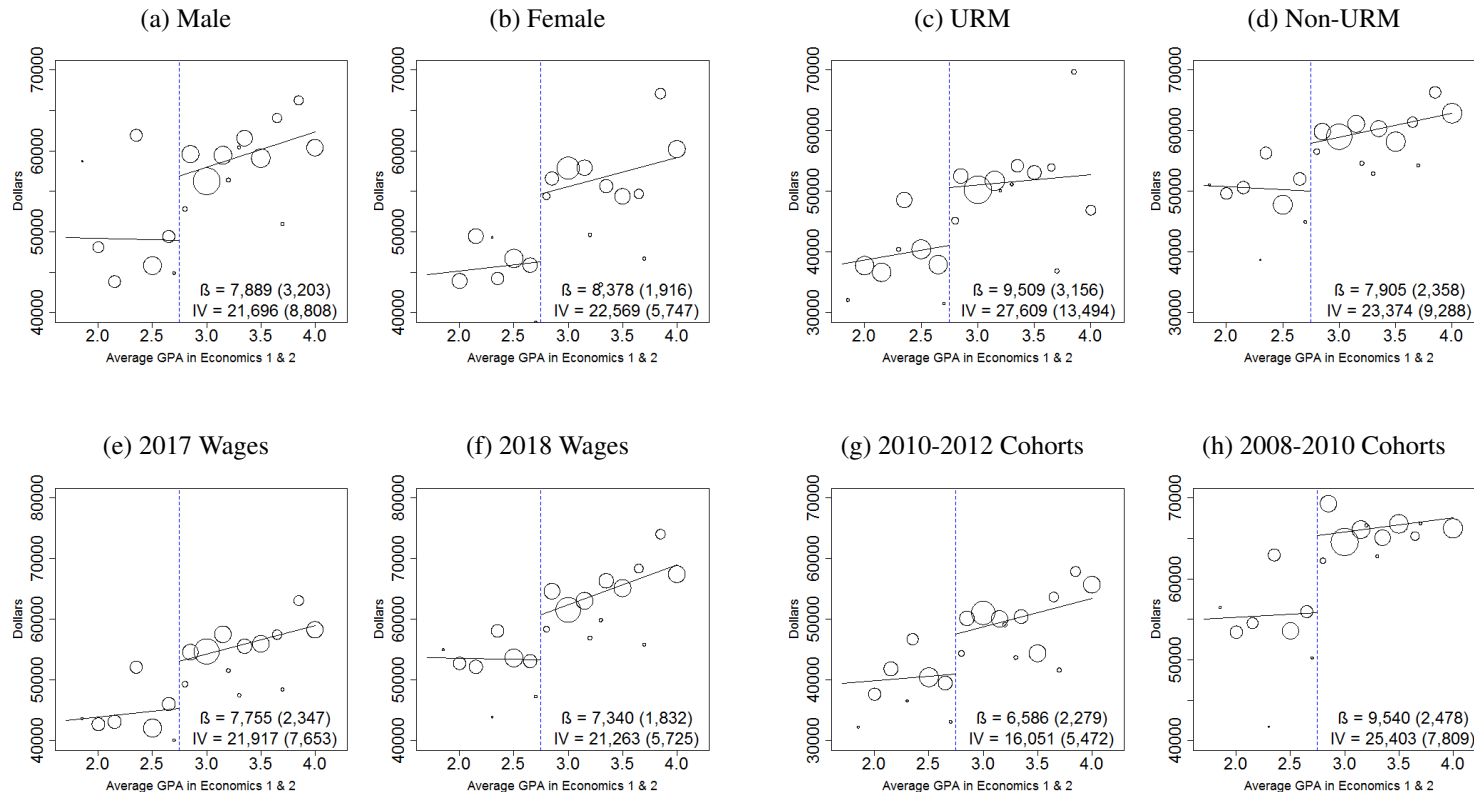 (a) Male
70000
60000
50000
40000
Dollars
ß = 7,889 (3,203)
IV = 21,696 (8,808)
2.0 2.5 3.0 3.5 4.0
Average GPA in Economics 1 & 2
(b) Female
70000
60000
50000
40000
Dollars
ß = 8,378 (1,916)
IV = 22,569 (5,747)
2.0 2.5 3.0 3.5 4.0
Average GPA in Economics 1 & 2
(c) URM
70000
60000
50000
40000
30000
Dollars
ß = 9,509 (3,156)
IV = 27,609 (13,494)
2.0 2.5 3.0 3.5 4.0
Average GPA in Economics 1 & 2
(d) Non-URM
70000
60000
50000
40000
30000
Dollars
ß = 7,905 (2,358)
IV = 23,374 (9,288)
2.0 2.5 3.0 3.5 4.0
Average GPA in Economics 1 & 2
(e) 2017 Wages
80000
70000
60000
50000
40000
Dollars
ß = 7,755 (2,347)
IV = 21,917 (7,653)
2.0 2.5 3.0 3.5 4.0
Average GPA in Economics 1 & 2
(f) 2018 Wages
80000
70000
60000
50000
40000
Dollars
ß = 7,340 (1,832)
IV = 21,263 (5,725)
2.0 2.5 3.0 3.5 4.0
Average GPA in Economics 1 & 2
(g) 2010-2012 Cohorts
70000
60000
50000
40000
30000
Dollars
ß = 6,586 (2,279)
IV = 16,051 (5,472)
2.0 2.5 3.0 3.5 4.0
Average GPA in Economics 1 & 2
(h) 2008-2010 Cohorts
70000
60000
50000
40000
Dollars
ß = 9,540 (2,478)
IV = 25,403 (7,809)
2.0 2.5 3.0 3.5 4.0
Average GPA in Economics 1 & 2